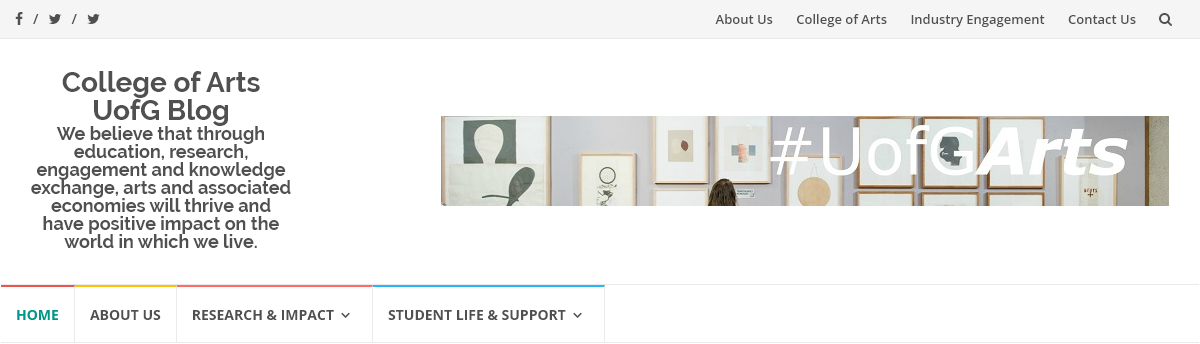 / /
About Us College of Arts Industry Engagement Contact Us
College of Arts
UofG Blog
We believe that through
education, research,
engagement and knowledge
exchange, arts and associated
economies will thrive and
have positive impact on the
world in which we live.
#UofGArts
HOME ABOUT US RESEARCH & IMPACT STUDENT LIFE & SUPPORT